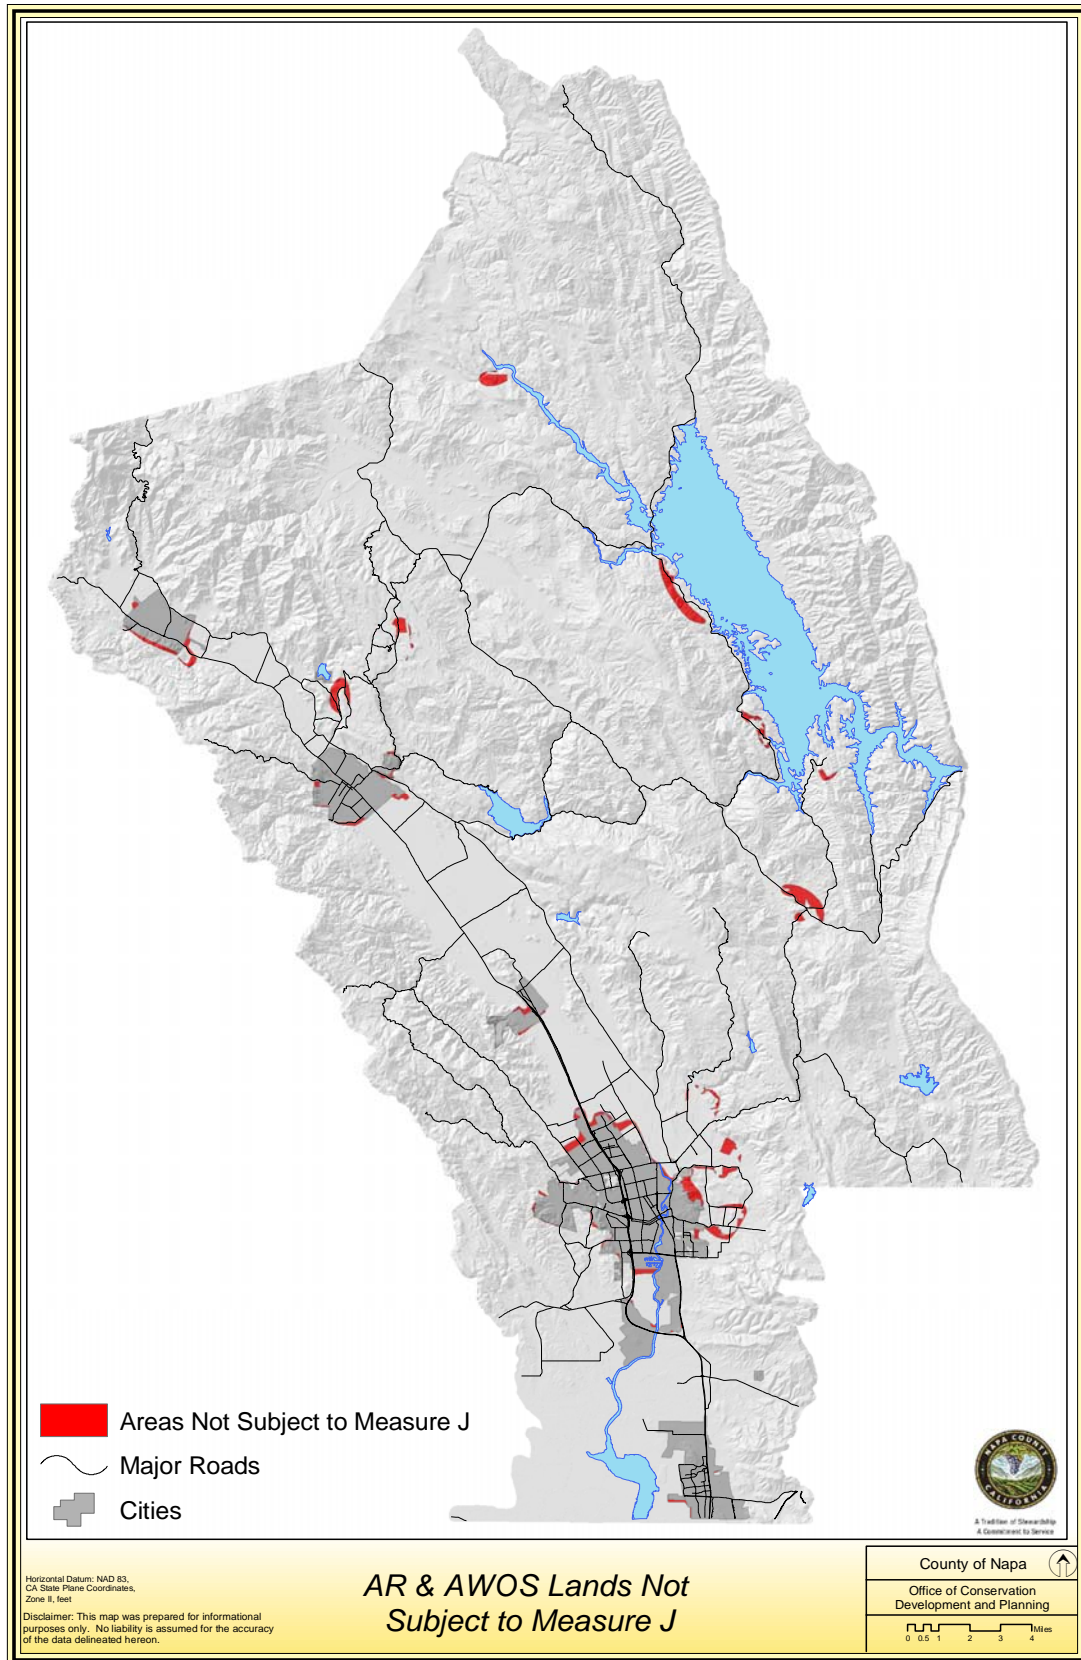 Areas Not Subject to Measure J
Major Roads
Cities
NAPA COUNTY
CALIFORNIA
A Tradition of Stewardship
A Commitment to Service
Horizontal Datum: NAD 83,
CA State Plane Coordinates,
Zone II, feet
Disclaimer: This map was prepared for informational
purposes only. No liability is assumed for the accuracy
of the data delineated hereon.
AR & AWOS Lands Not
Subject to Measure J
County of Napa
Office of Conservation
Development and Planning
Miles
0 0.5 1 2 3 4